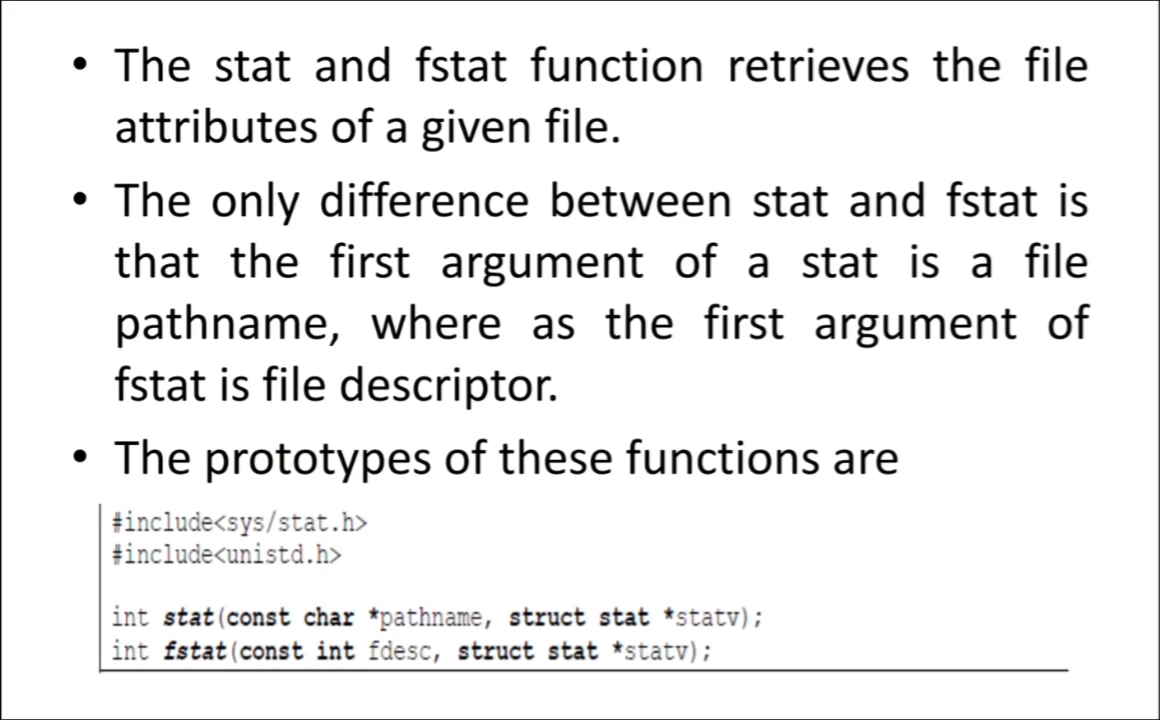 • The stat and fstat function retrieves the file
attributes of a given file.
• The only difference between stat and fstat is
that the first argument of a stat is a file
pathname, where as the first argument of
fstat is file descriptor.
• The prototypes of these functions are
#include<sys/stat.h>
#include<unistd.h>
int stat(const char *pathname, struct stat *statv);
int fstat(const int fdesc, struct stat *statv);